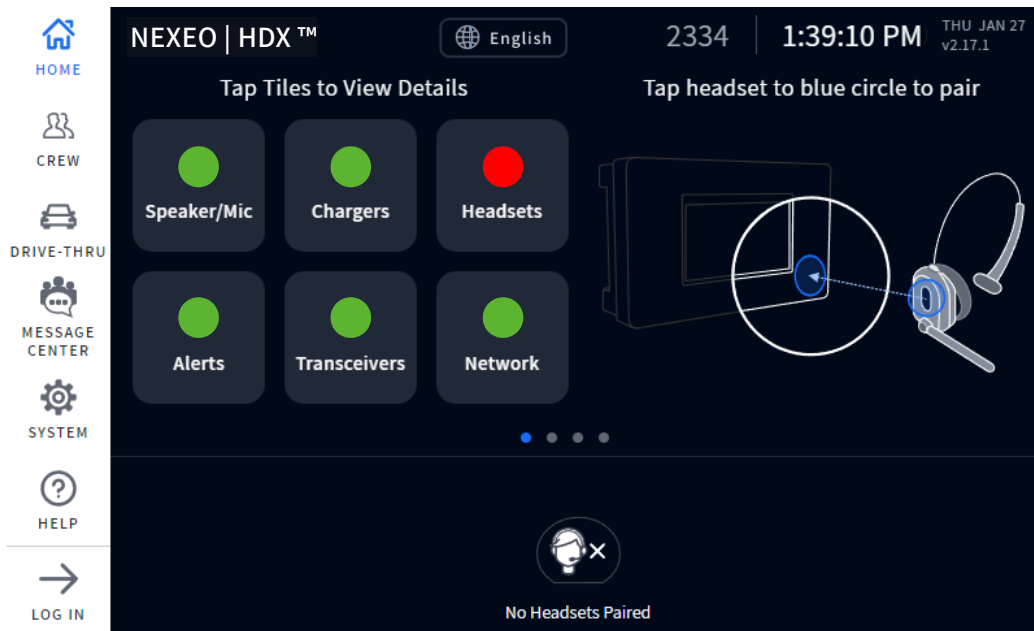 HOME
CREW
DRIVE-THRU
MESSAGE
CENTER
SYSTEM
HELP
LOG IN
NEXEO | HDX ™
English
2334
1:39:10 PM
THU JAN 27
v2.17.1
Tap Tiles to View Details
Tap headset to blue circle to pair
Speaker/Mic
Chargers
Headsets
Alerts
Transceivers
Network
No Headsets Paired